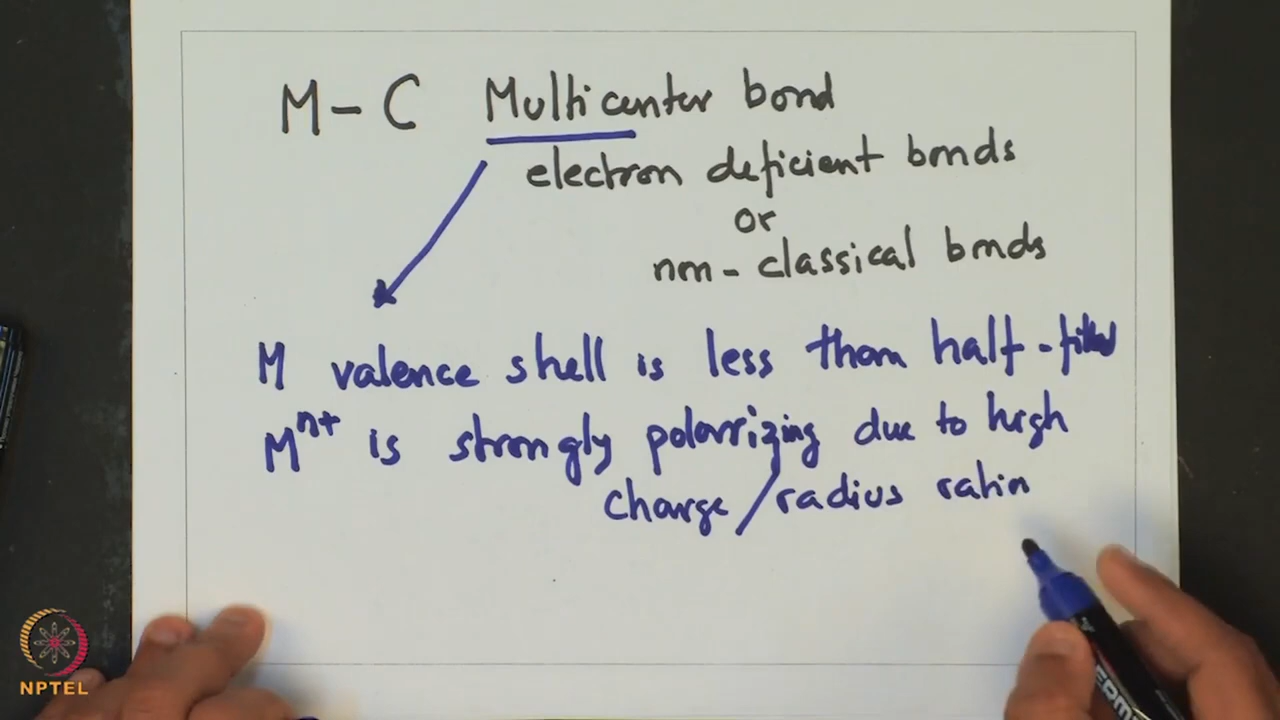 M - C Multicenter bond
electron deficient bonds
or
non - classical bonds
M valence shell is less than half - filled
Mⁿ⁺ is strongly polarizing due to high
charge / radius ratio
NPTEL